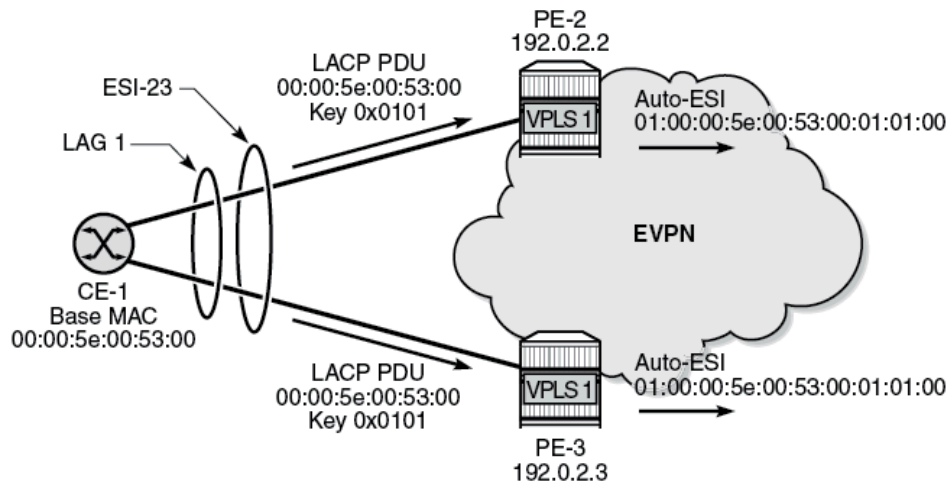 PE-2
192.0.2.2
LACP PDU
00:00:5e:00:53:00
Key 0x0101
ESI-23
LAG 1
VPLS 1
Auto-ESI
01:00:00:5e:00:53:00:01:01:00
EVPN
CE-1
Base MAC
00:00:5e:00:53:00
LACP PDU
00:00:5e:00:53:00
Key 0x0101
VPLS 1
Auto-ESI
01:00:00:5e:00:53:00:01:01:00
PE-3
192.0.2.3